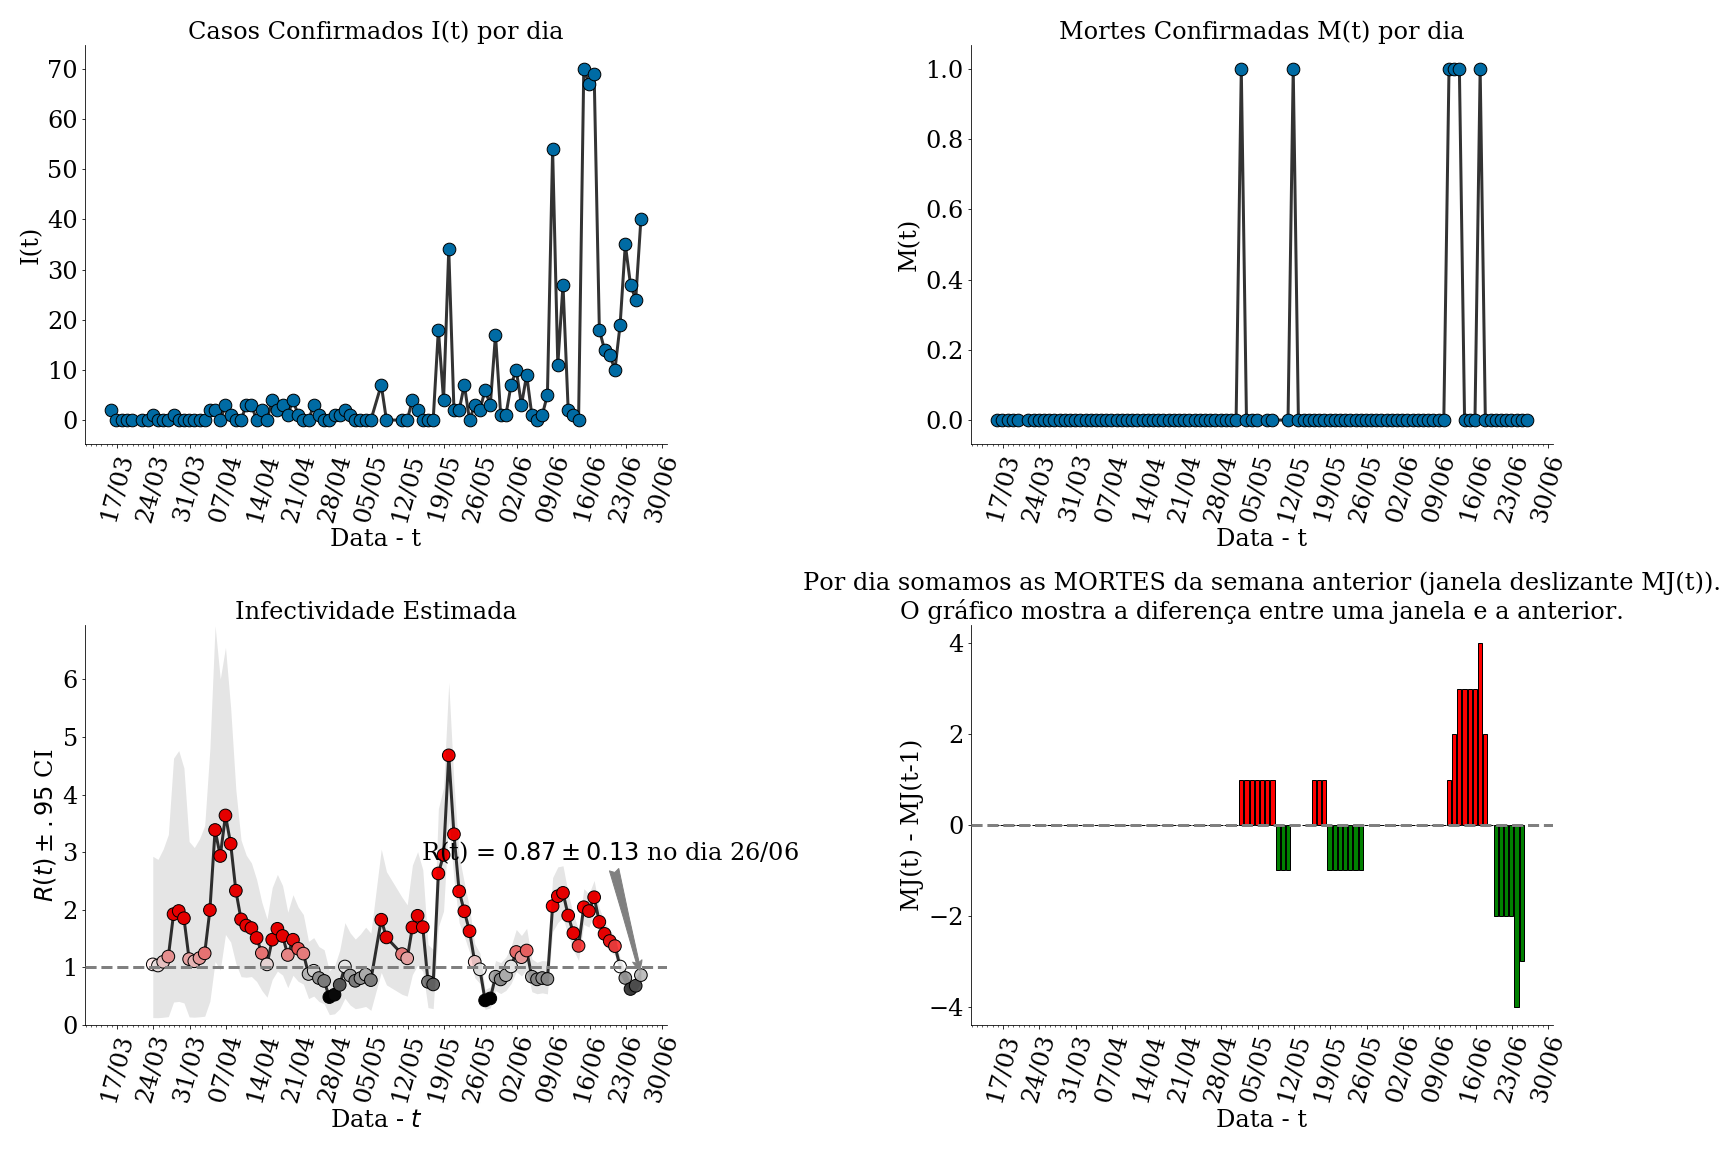 Casos Confirmados I(t) por dia
I(t)
70
60
50
40
30
20
10
0
17/03 24/03 31/03 07/04 14/04 21/04 28/04 05/05 12/05 19/05 26/05 02/06 09/06 16/06 23/06 30/06
Data - t
Mortes Confirmadas M(t) por dia
M(t)
1.0
0.8
0.6
0.4
0.2
0.0
17/03 24/03 31/03 07/04 14/04 21/04 28/04 05/05 12/05 19/05 26/05 02/06 09/06 16/06 23/06 30/06
Data - t
Infectividade Estimada
R(t) ± .95 CI
6
5
4
3
2
1
0
R(t) = 0.87 ± 0.13 no dia 26/06
17/03 24/03 31/03 07/04 14/04 21/04 28/04 05/05 12/05 19/05 26/05 02/06 09/06 16/06 23/06 30/06
Data - t
Por dia somamos as MORTES da semana anterior (janela deslizante MJ(t)).
O gráfico mostra a diferença entre uma janela e a anterior.
MJ(t) - MJ(t-1)
4
2
0
−2
−4
17/03 24/03 31/03 07/04 14/04 21/04 28/04 05/05 12/05 19/05 26/05 02/06 09/06 16/06 23/06 30/06
Data - t